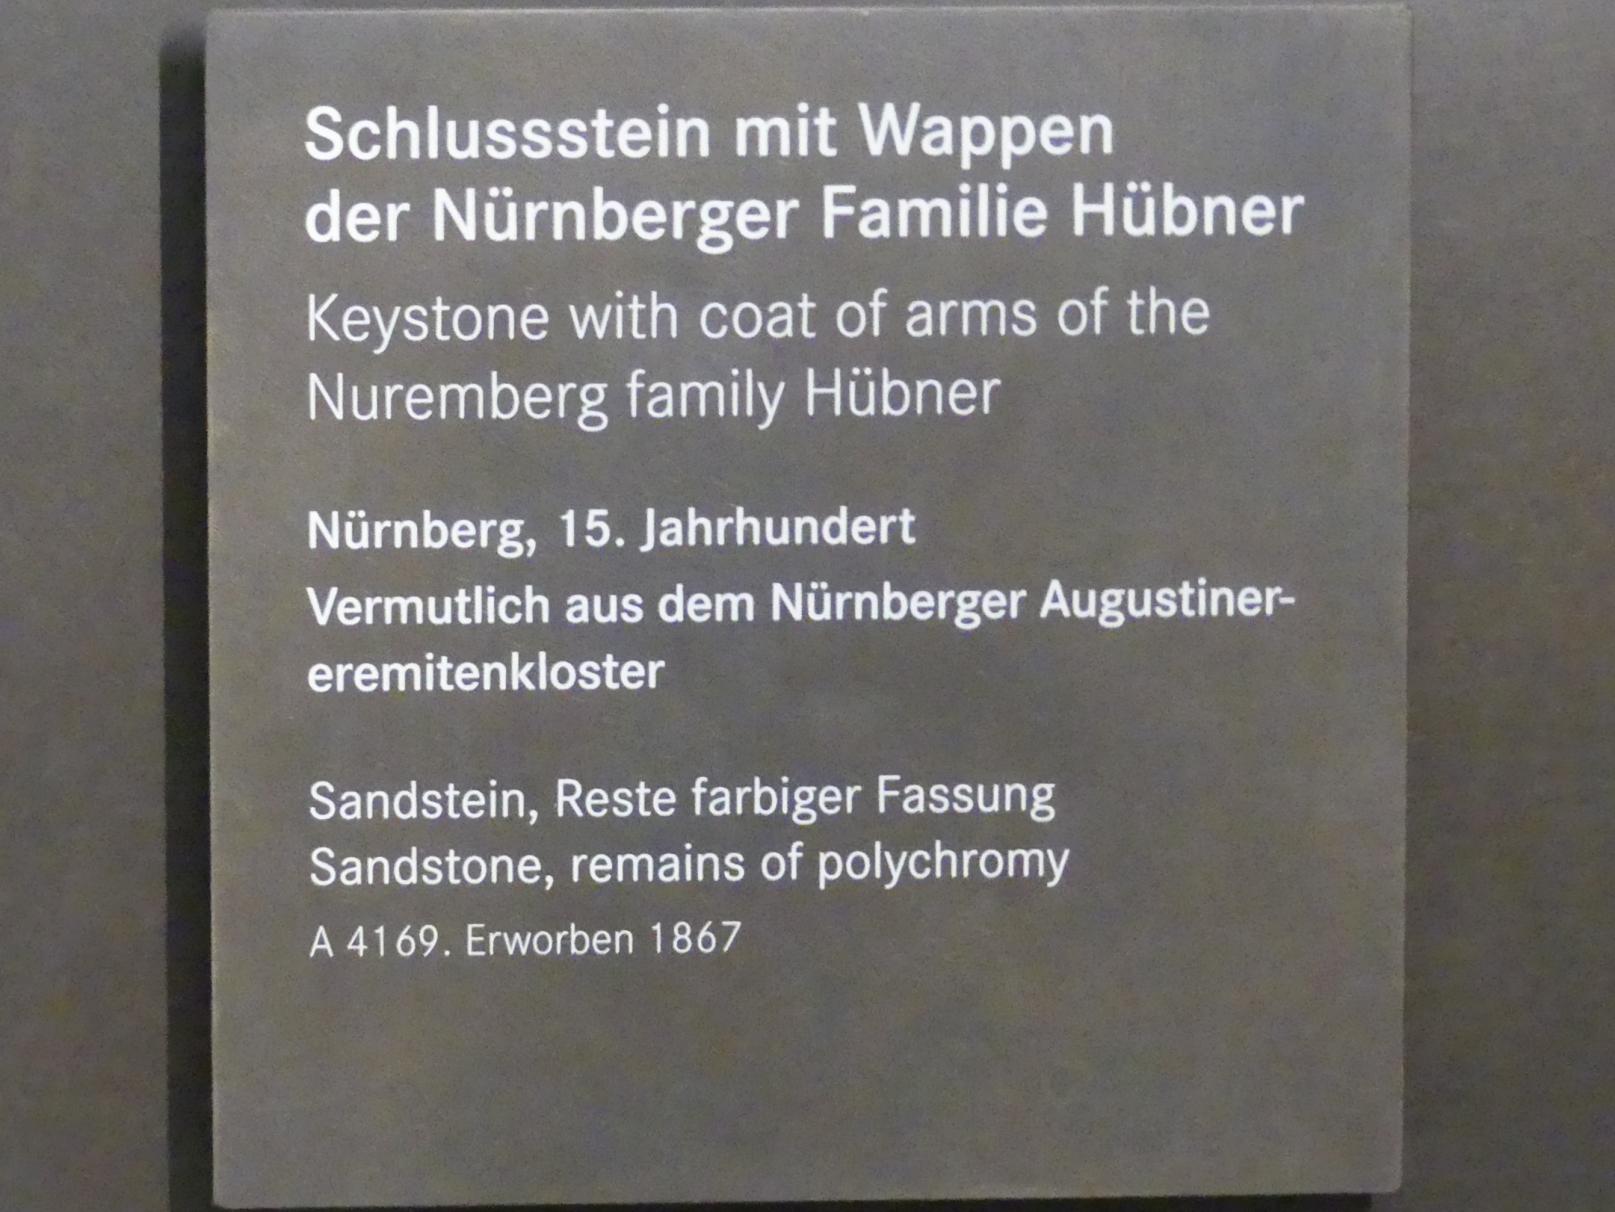 Schlussstein mit Wappen
der Nürnberger Familie Hübner
Keystone with coat of arms of the
Nuremberg family Hübner
Nürnberg, 15. Jahrhundert
Vermutlich aus dem Nürnberger Augustiner-
eremitenkloster
Sandstein, Reste farbiger Fassung
Sandstone, remains of polychromy
A 4169. Erworben 1867